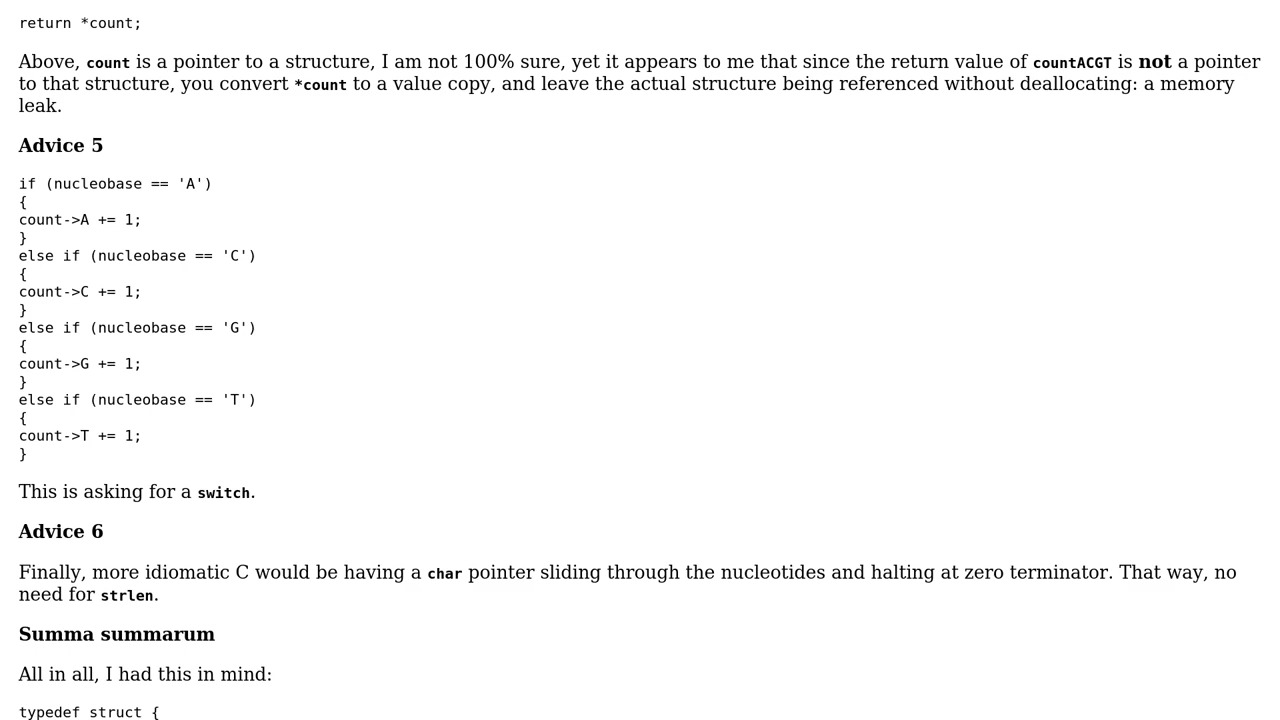 return *count;
Above, count is a pointer to a structure, I am not 100% sure, yet it appears to me that since the return value of countACGT is not a pointer
to that structure, you convert *count to a value copy, and leave the actual structure being referenced without deallocating: a memory
leak.
Advice 5
if (nucleobase == 'A')
{
count->A += 1;
}
else if (nucleobase == 'C')
{
count->C += 1;
}
else if (nucleobase == 'G')
{
count->G += 1;
}
else if (nucleobase == 'T')
{
count->T += 1;
}
This is asking for a switch.
Advice 6
Finally, more idiomatic C would be having a char pointer sliding through the nucleotides and halting at zero terminator. That way, no
need for strlen.
Summa summarum
All in all, I had this in mind:
typedef struct {